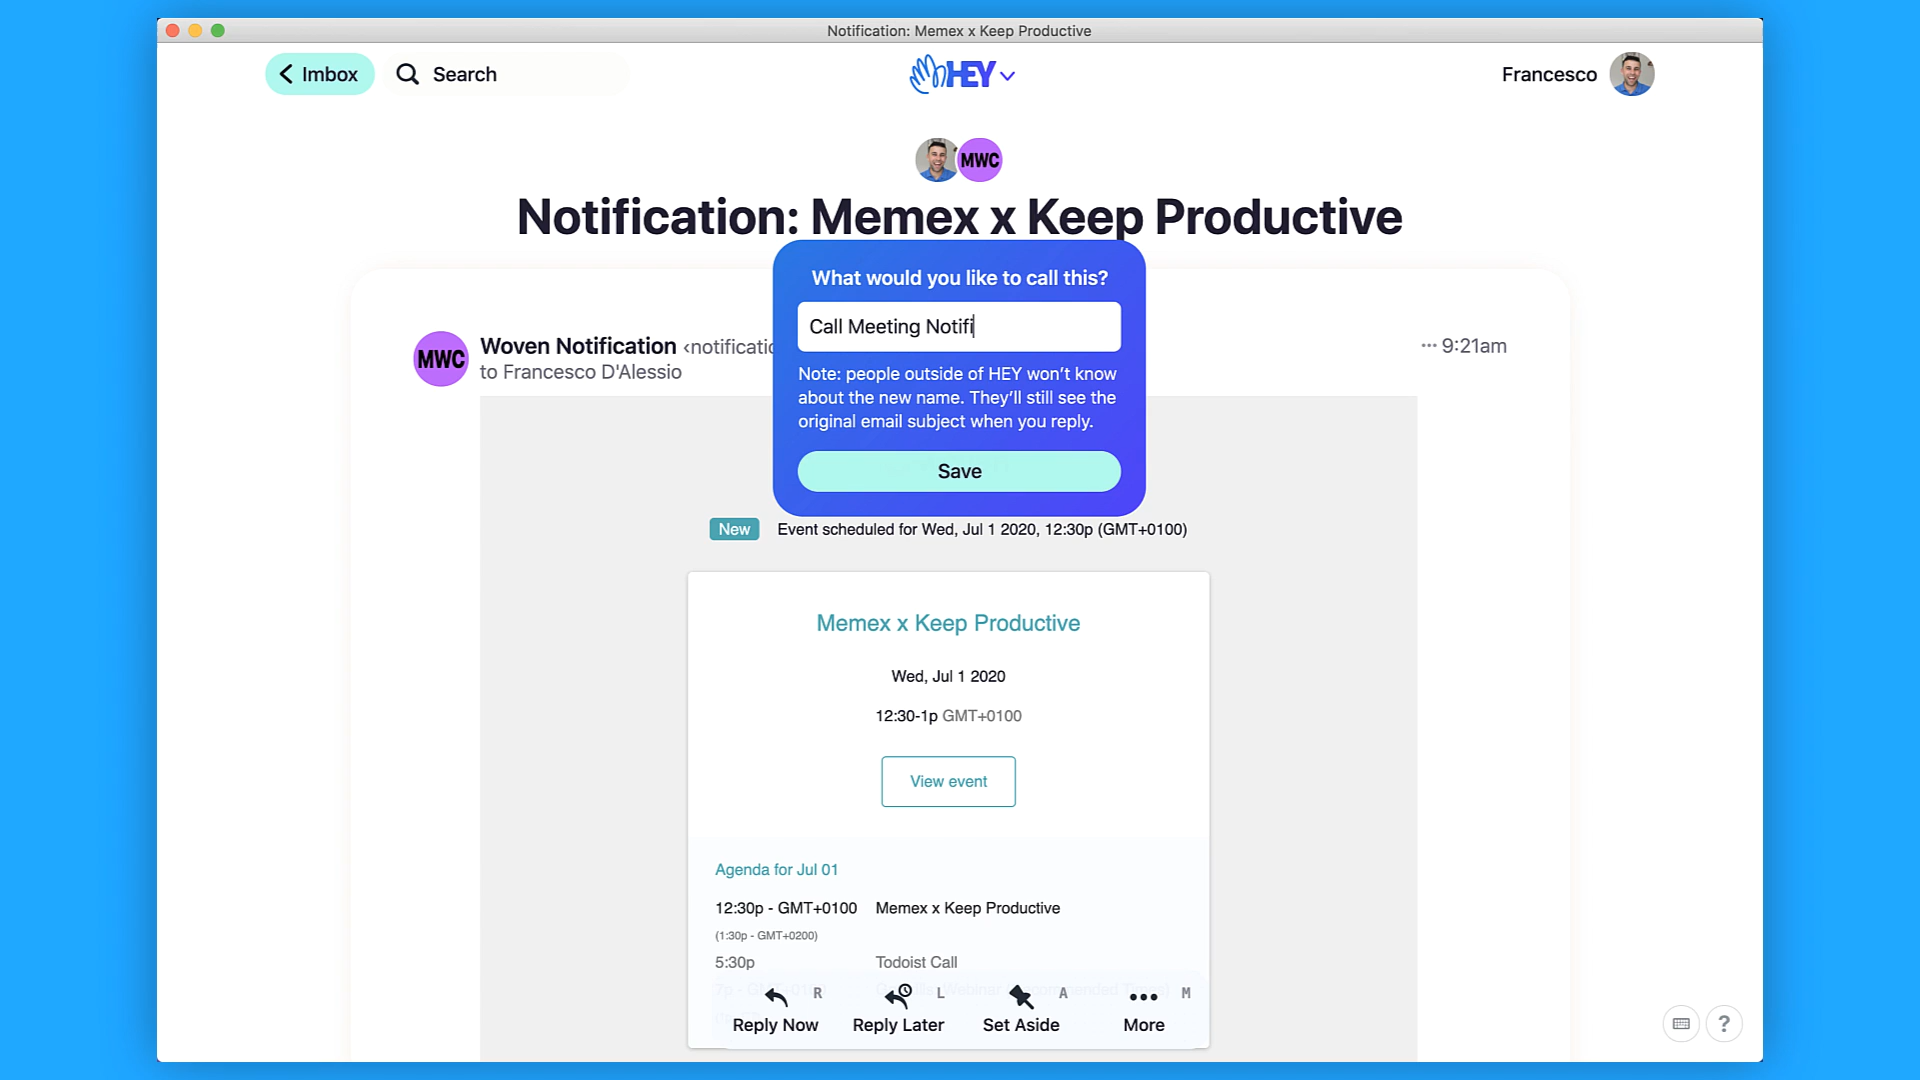 Notification: Memex x Keep Productive
Imbox
Search
HEY
Francesco
MWC
Notification: Memex x Keep Productive
What would you like to call this?
Call Meeting Notifi
Note: people outside of HEY won’t know
about the new name. They’ll still see the
original email subject when you reply.
Save
MWC
Woven Notification <notificatio
to Francesco D'Alessio
··· 9:21am
New Event scheduled for Wed, Jul 1 2020, 12:30p (GMT+0100)
Memex x Keep Productive
Wed, Jul 1 2020
12:30-1p GMT+0100
View event
Agenda for Jul 01
12:30p - GMT+0100 Memex x Keep Productive
(1:30p - GMT+0200)
5:30p Todoist Call
R L A M
Reply Now Reply Later Set Aside More
?